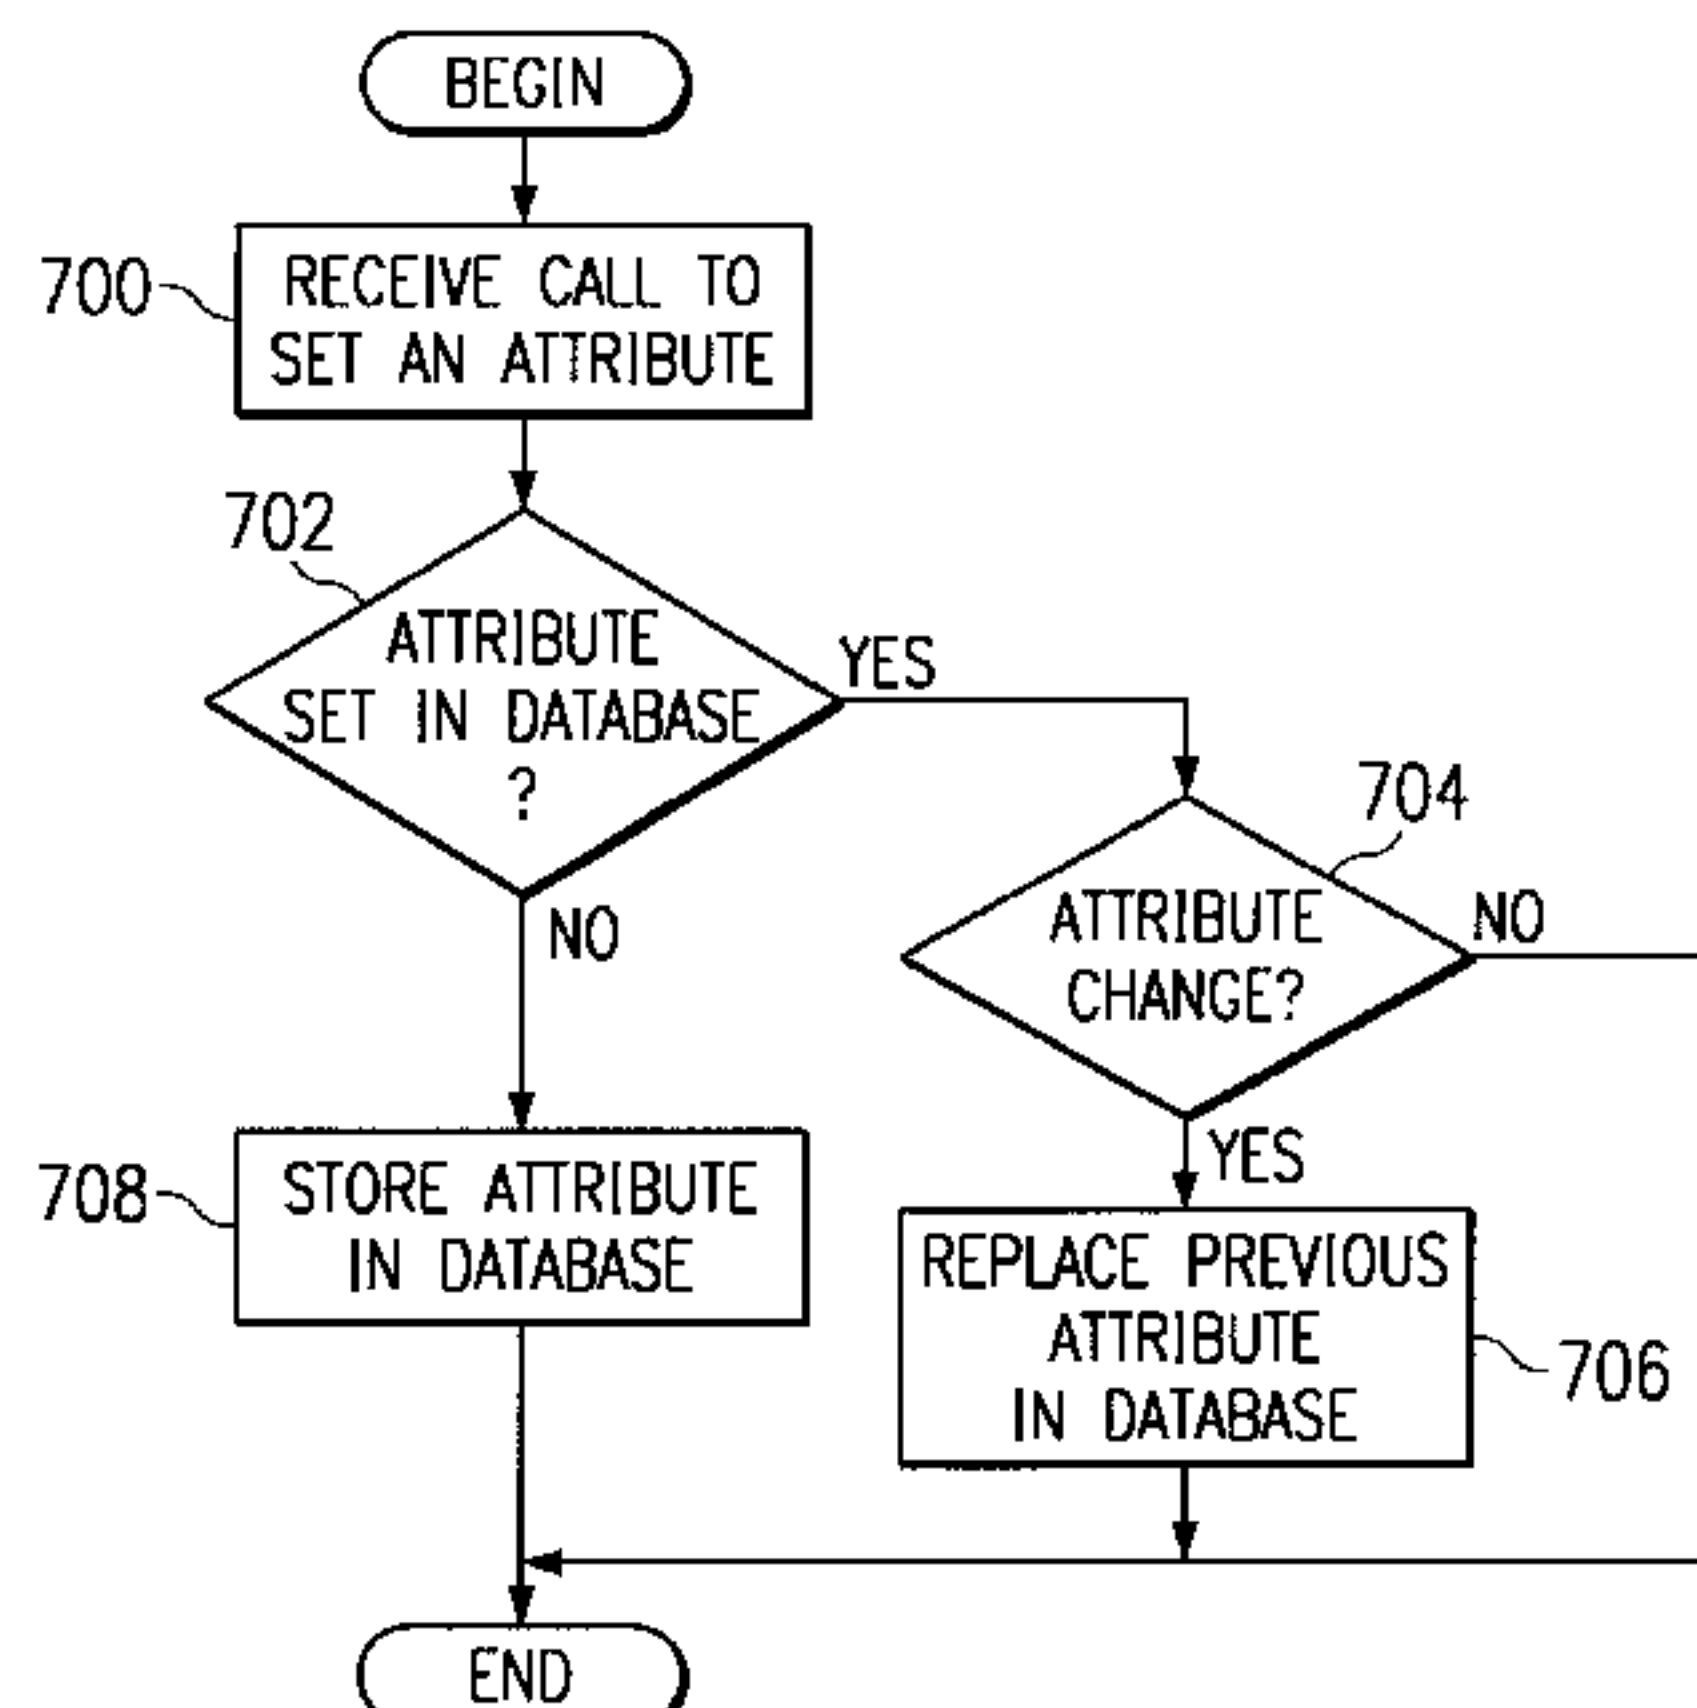 BEGIN
700
RECEIVE CALL TO
SET AN ATTRIBUTE
702
ATTRIBUTE
SET IN DATABASE
?
YES
NO
704
ATTRIBUTE
CHANGE?
NO
YES
708
STORE ATTRIBUTE
IN DATABASE
REPLACE PREVIOUS
ATTRIBUTE
IN DATABASE
706
END